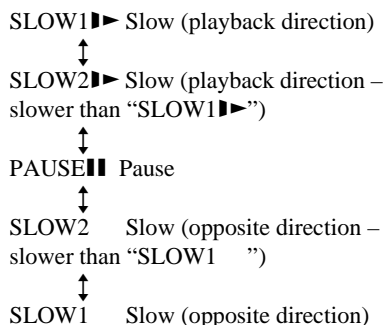 SLOW1 Slow (playback direction)
SLOW2 Slow (playback direction –
slower than “SLOW1”)
PAUSE Pause
SLOW2 Slow (opposite direction –
slower than “SLOW1 ”)
SLOW1 Slow (opposite direction)